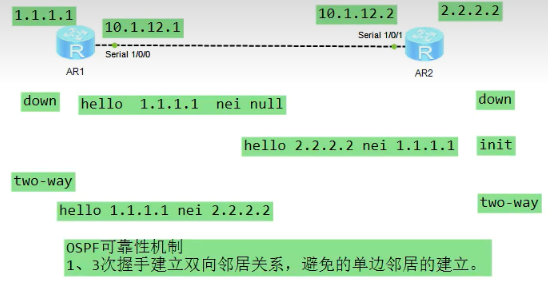 1.1.1.1
10.1.12.1
10.1.12.2
2.2.2.2
Serial 1/0/1
Serial 1/0/0
R
R
AR1
AR2
down
hello 1.1.1.1 nei null
down
hello 2.2.2.2 nei 1.1.1.1
init
two-way
hello 1.1.1.1 nei 2.2.2.2
two-way
OSPF可靠性机制
1、3次握手建立双向邻居关系，避免的单边邻居的建立。